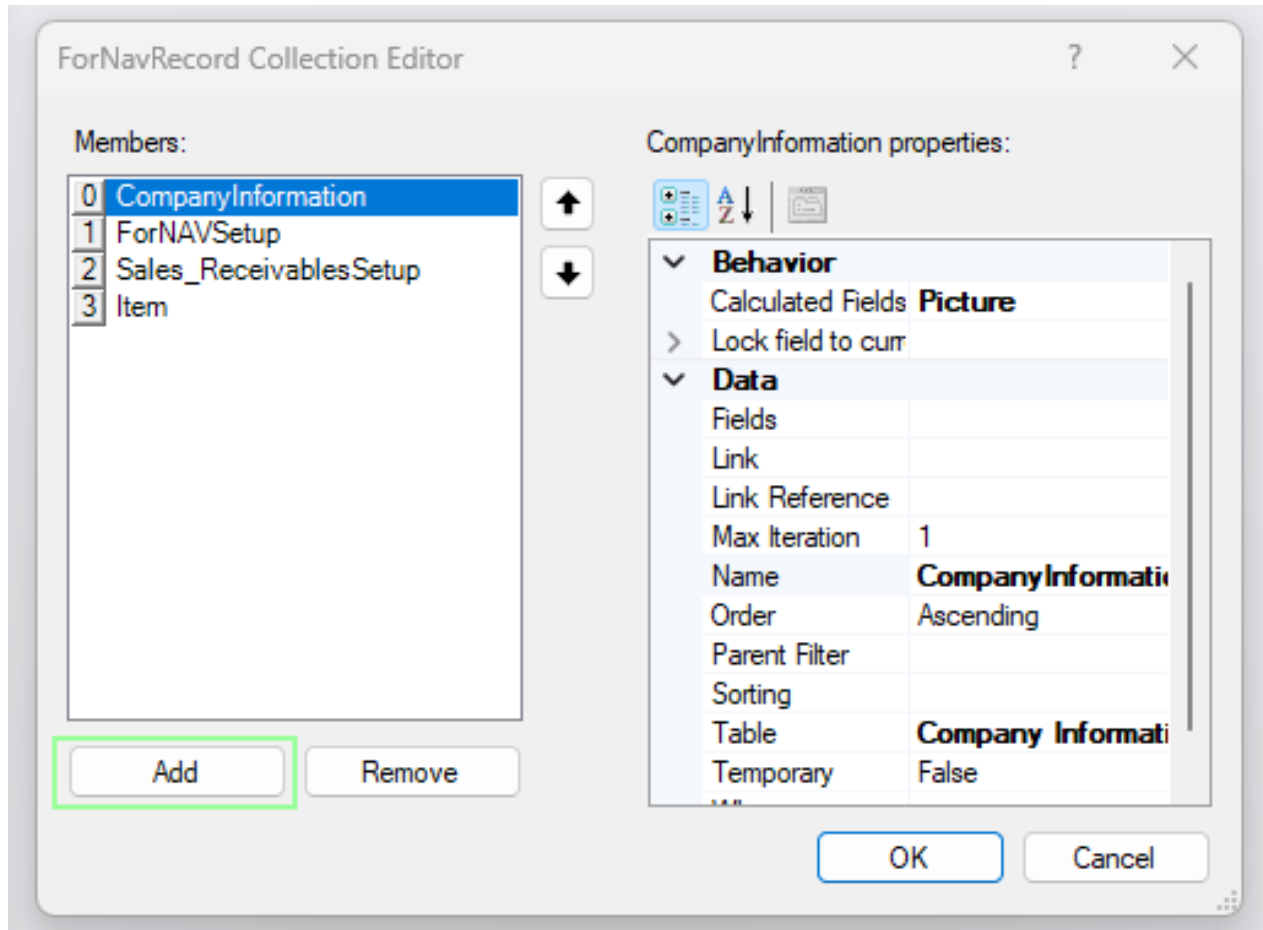 ForNavRecord Collection Editor ?
Members:
0 CompanyInformation
1 ForNAVSetup
2 Sales_ReceivablesSetup
3 Item
Add Remove
CompanyInformation properties:
A Z
Behavior
Calculated Fields Picture
Lock field to curr
Data
Fields
Link
Link Reference
Max Iteration 1
Name CompanyInformati
Order Ascending
Parent Filter
Sorting
Table Company Informati
Temporary False
OK Cancel